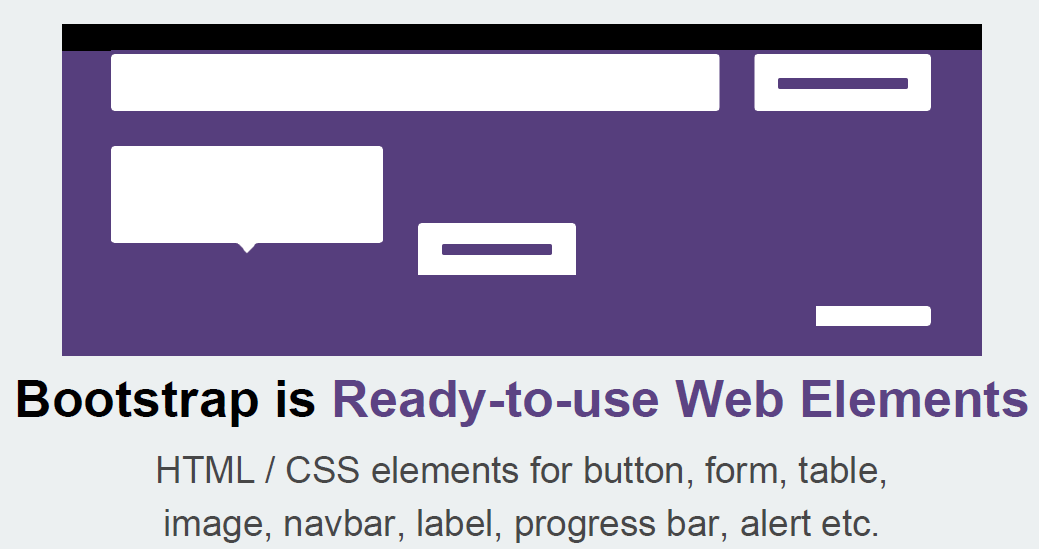 Bootstrap is Ready-to-use Web Elements
HTML / CSS elements for button, form, table,
image, navbar, label, progress bar, alert etc.